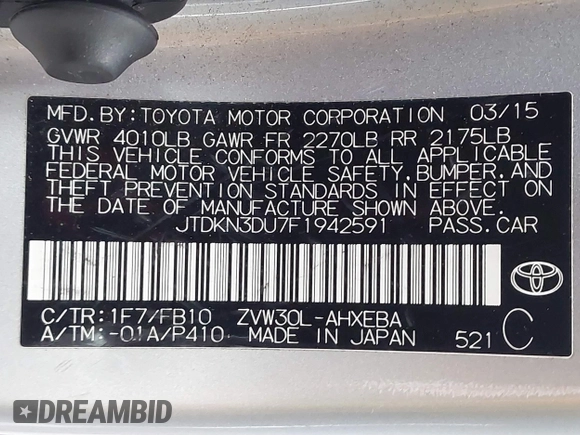 MFD. BY: TOYOTA MOTOR CORPORATION 03/15
GVWR 4010LB GAWR FR 2270LB RR 2175LB
THIS VEHICLE CONFORMS TO ALL APPLICABLE
FEDERAL MOTOR VEHICLE SAFETY, BUMPER, AND
THEFT PREVENTION STANDARDS IN EFFECT ON
THE DATE OF MANUFACTURE SHOWN ABOVE.
JTDKN3DU7F1942591 PASS. CAR
C/TR: 1F7/FB10 ZVW30L-AHXEBA
A/TM: -01A/P410 MADE IN JAPAN 521 C
DREAMBID